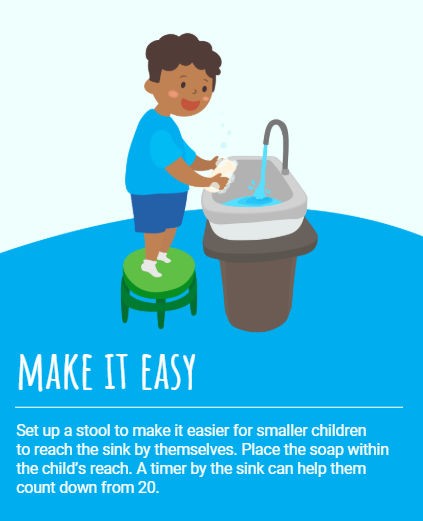 MAKE IT EASY
Set up a stool to make it easier for smaller children
to reach the sink by themselves. Place the soap within
the child's reach. A timer by the sink can help them
count down from 20.